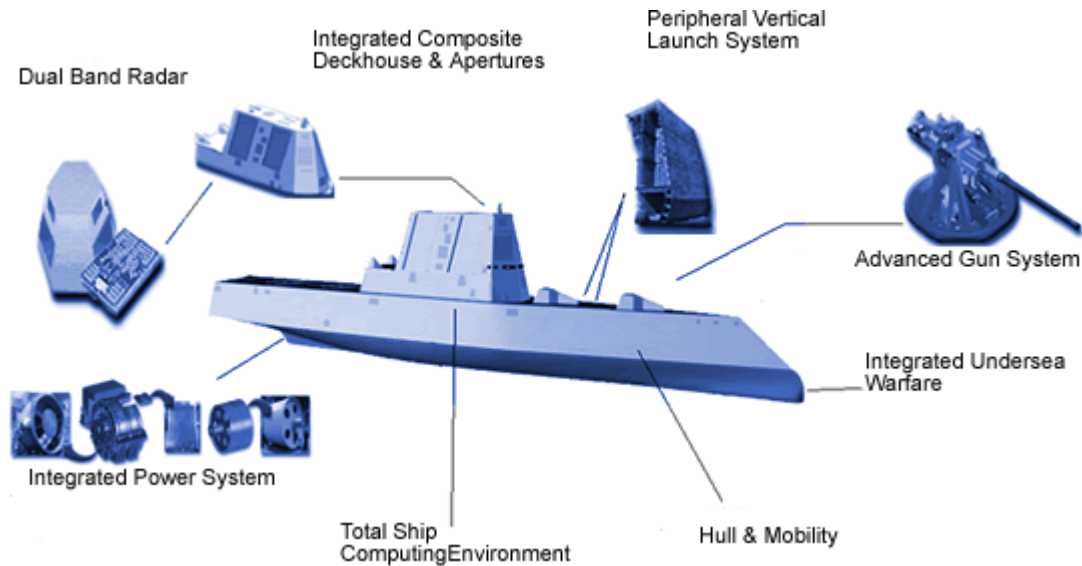 Peripheral Vertical
Launch System
Integrated Composite
Deckhouse & Apertures
Dual Band Radar
Advanced Gun System
Integrated Undersea
Warfare
Integrated Power System
Total Ship
ComputingEnvironment
Hull & Mobility